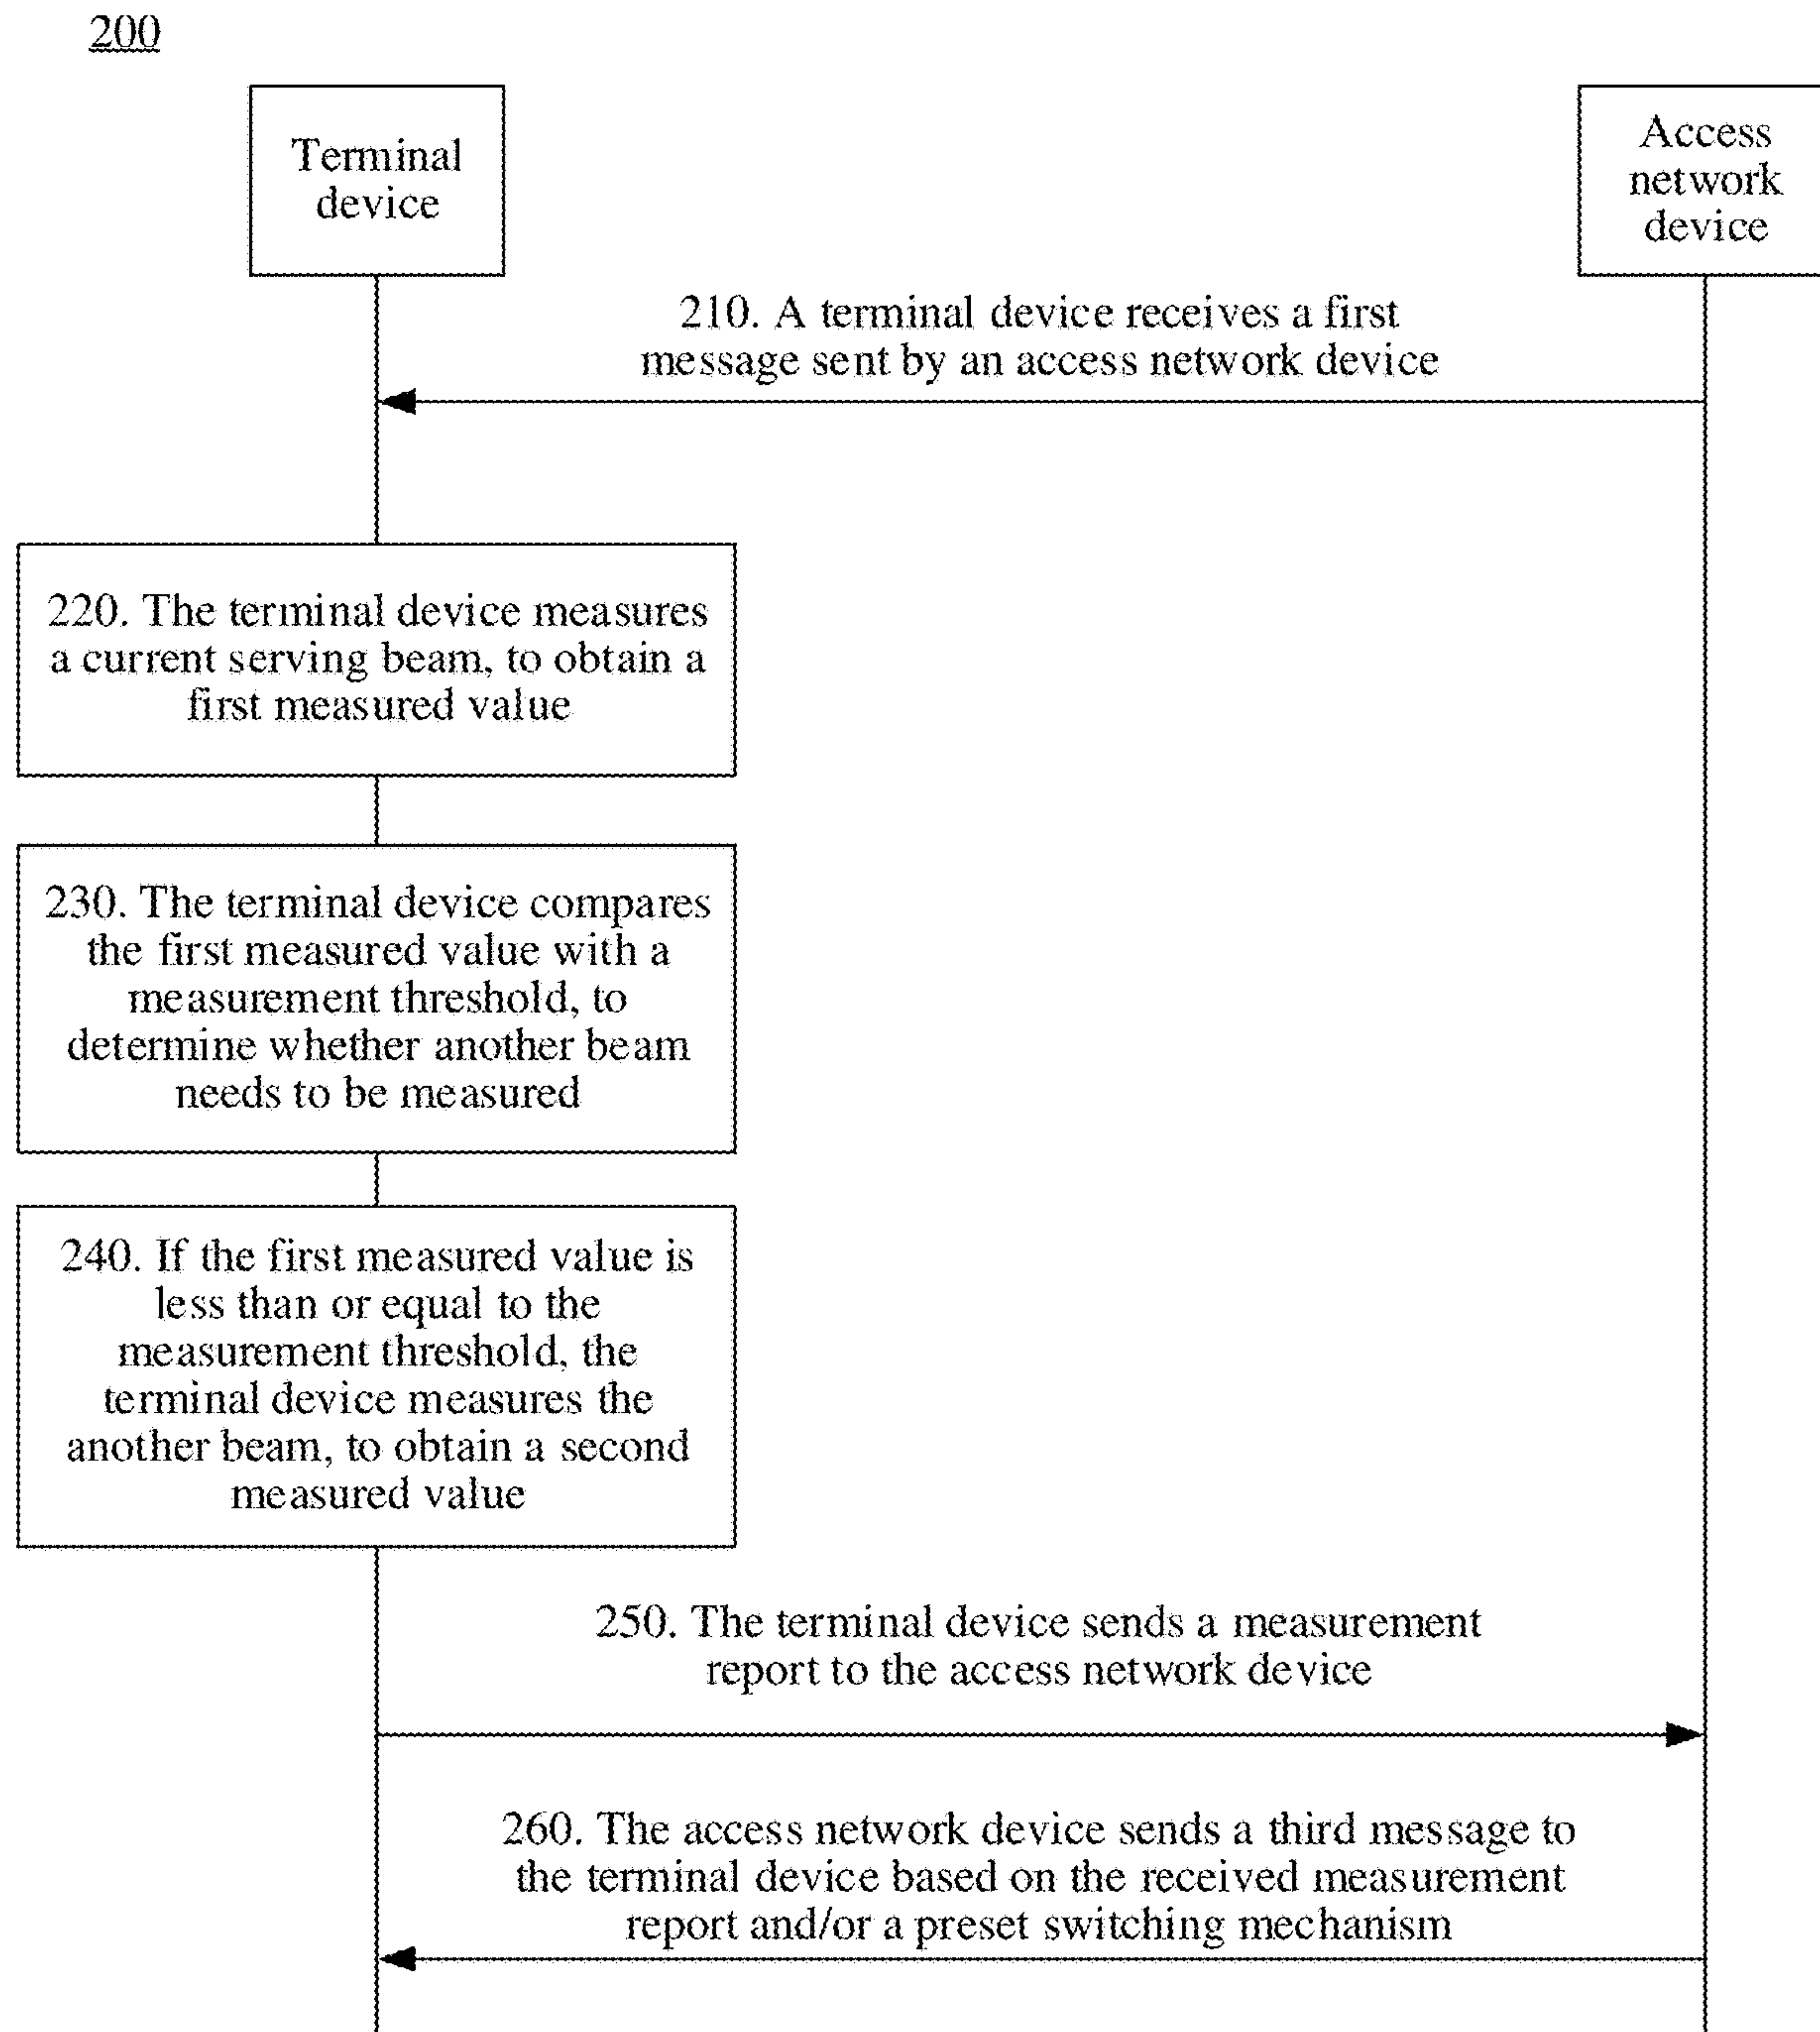 200
Terminal
device
Access
network
device
210. A terminal device receives a first
message sent by an access network device
220. The terminal device measures
a current serving beam, to obtain a
first measured value
230. The terminal device compares
the first measured value with a
measurement threshold, to
determine whether another beam
needs to be measured
240. If the first measured value is
less than or equal to the
measurement threshold, the
terminal device measures the
another beam, to obtain a second
measured value
250. The terminal device sends a measurement
report to the access network device
260. The access network device sends a third message to
the terminal device based on the received measurement
report and/or a preset switching mechanism